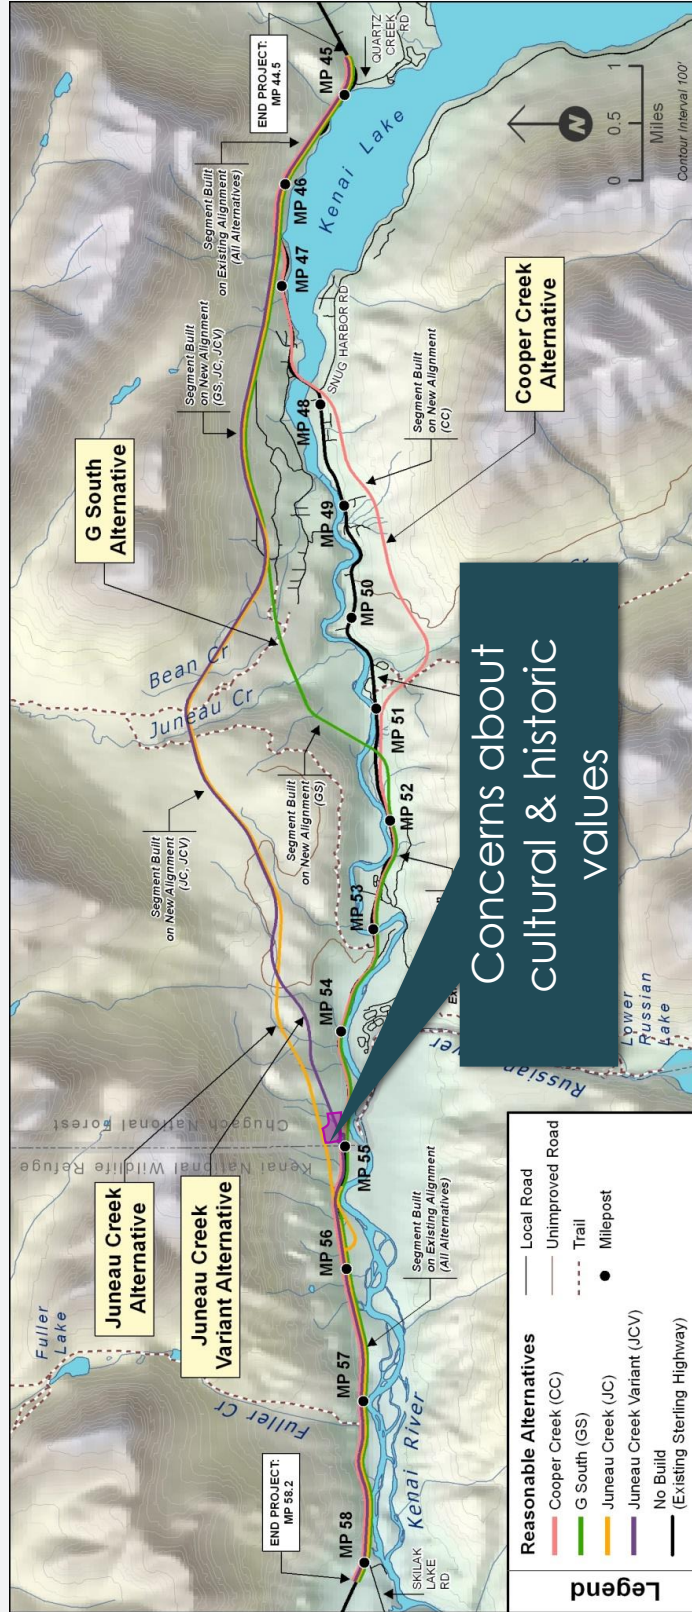 END PROJECT:
MP 44.5
MP 45
QUARTZ
CREEK
RD
Segment Built
on Existing Alignment
(All Alternatives)
MP 46
Kenai Lake
MP 47
Segment Built
on New Alignment
(GS, JC, JCV)
SNUG HARBOR RD
MP 48
G South
Alternative
Segment Built
on New Alignment
(CC)
Cooper Creek
Alternative
MP 49
MP 50
Bean Cr
Juneau Cr
Cr
MP 51
Segment Built
on New Alignment
(GS)
MP 52
Segment Built
on New Alignment
(JC, JCV)
MP 53
MP 54
Concerns about
cultural & historic
values
Russian
Lower
Russian
Lake
Chugach National Forest
Kenai National Wildlife Refuge
MP 55
Juneau Creek
Alternative
Juneau Creek
Variant Alternative
MP 56
Segment Built
on Existing Alignment
(All Alternatives)
Fuller
Lake
Fuller Cr
MP 57
Kenai River
END PROJECT:
MP 58.2
MP 58
SKILAK
LAKE
RD
N
0 0.5 1
Miles
Contour Interval 100'
Legend
Reasonable Alternatives
Cooper Creek (CC)
G South (GS)
Juneau Creek (JC)
Juneau Creek Variant (JCV)
No Build
(Existing Sterling Highway)
Local Road
Unimproved Road
Trail
Milepost